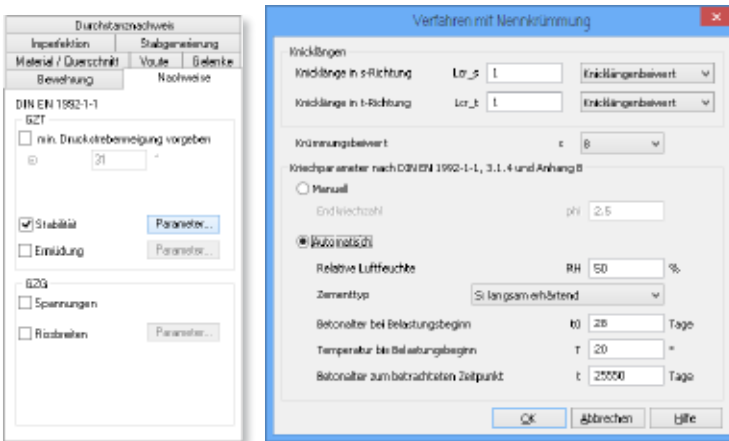 Durchstanznachweis
Imperfektion Stabgenerierung
Material / Querschnitt Voute Gelenke
Bewehrung Nachweise
DIN EN 1992-1-1
GZT
min. Druckstrebenneigung vorgeben
Θ 31 °
Stabilität Parameter...
Ermüdung Parameter...
GZG
Spannungen
Rissbreiten Parameter...
Verfahren mit Nennkrümmung
Knicklängen
Knicklänge in s-Richtung Lcr_s 1 Knicklängenbeiwert
Knicklänge in t-Richtung Lcr_t 1 Knicklängenbeiwert
Krümmungsbeiwert c 8
Kriechparameter nach DIN EN 1992-1-1, 3.1.4 und Anhang B
Manuell
Endkriechzahl phi 2.5
Automatisch
Relative Luftfeuchte RH 50 %
Zementtyp S: langsam erhärtend
Betonalter bei Belastungsbeginn t0 28 Tage
Temperatur bis Belastungsbeginn T 20 °
Betonalter zum betrachteten Zeitpunkt t 25550 Tage
OK Abbrechen Hilfe